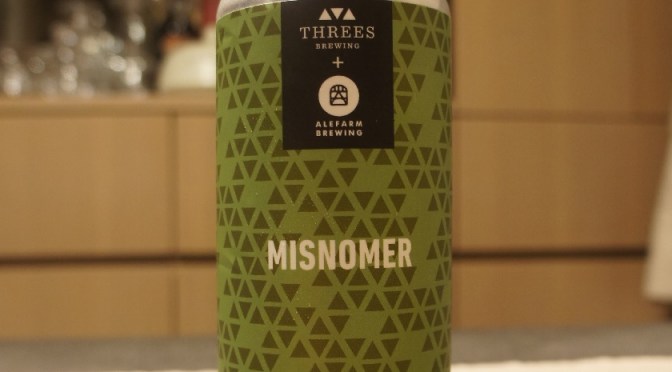 THREES
BREWING
+
ALEFARM
BREWING
MISNOMER